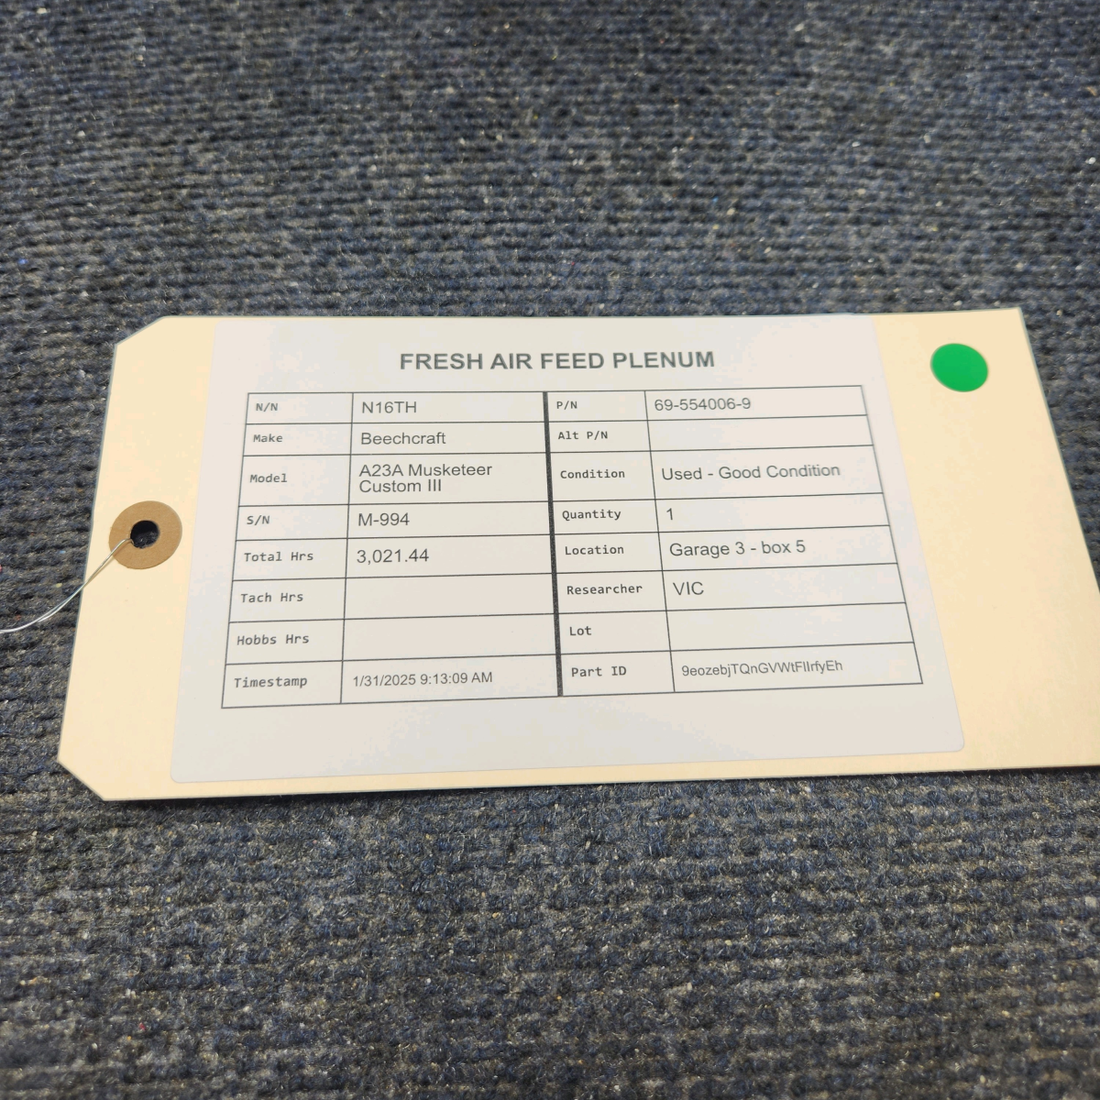 FRESH AIR FEED PLENUM
N/N N16TH P/N 69-554006-9
Make Beechcraft Alt P/N
Model A23A Musketeer Custom III Condition Used - Good Condition
S/N M-994 Quantity 1
Total Hrs 3,021.44 Location Garage 3 - box 5
Tach Hrs Researcher VIC
Hobbs Hrs Lot
Timestamp 1/31/2025 9:13:09 AM Part ID